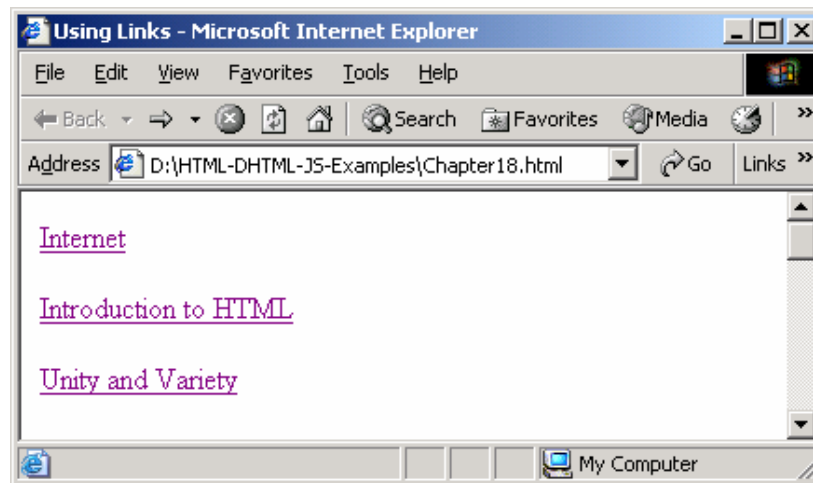 Using Links - Microsoft Internet Explorer
File Edit View Favorites Tools Help
Back Search Favorites Media »
Address D:\HTML-DHTML-JS-Examples\Chapter18.html Go Links »
Internet
Introduction to HTML
Unity and Variety
My Computer